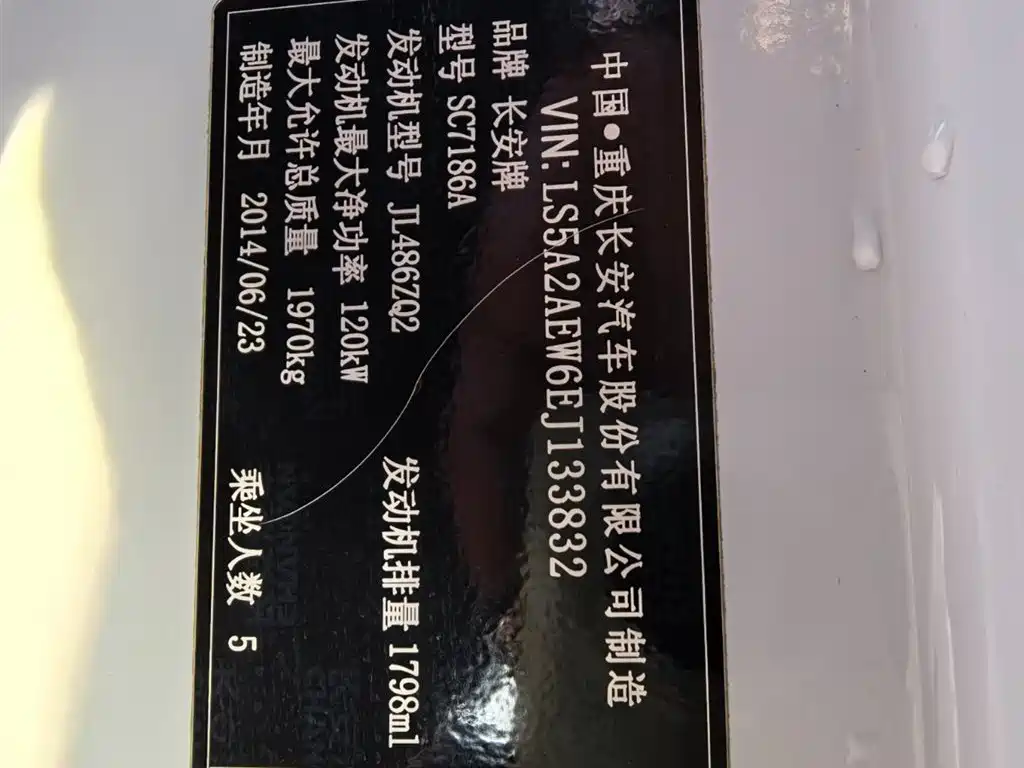 中国●重庆长安汽车股份有限公司制造
VIN:LS5A2AEW6EJ133832
品牌 长安牌
型号 SC7186A
发动机型号 JL486ZQ2 发动机排量 1798ml
发动机最大净功率 120kW
最大允许总质量 1970kg
制造年月 2014/06/23 乘坐人数 5